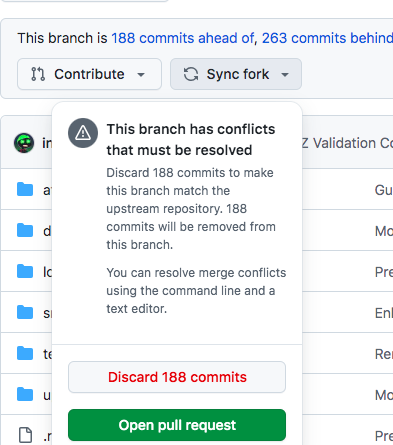 This branch is 188 commits ahead of, 263 commits behind
Contribute
Sync fork
This branch has conflicts
that must be resolved
in
Z Validation Co
Discard 188 commits to make
this branch match the
upstream repository. 188
commits will be removed from
this branch.
Gu
d
Mo
You can resolve merge conflicts
using the command line and a
text editor.
lo
Pre
Enl
te
Discard 188 commits
Rer
u
Mo
Open pull request
Pre